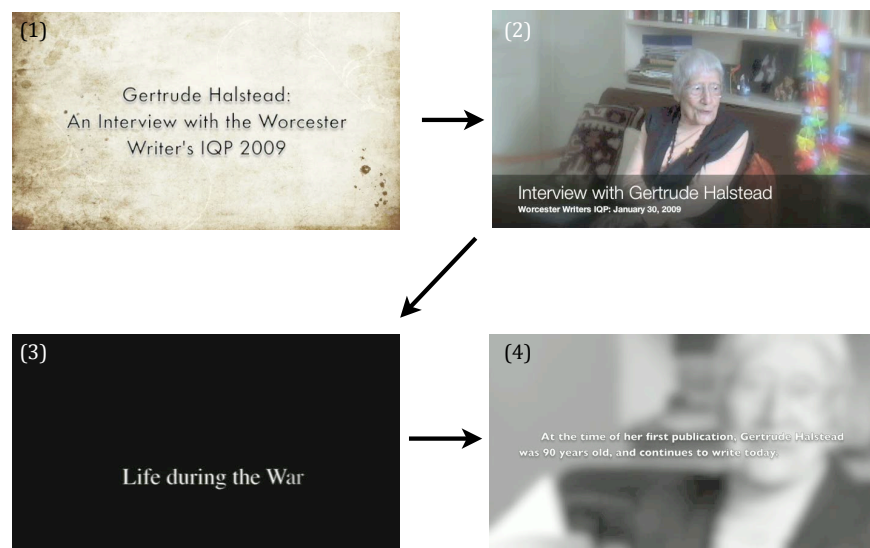 (1)
Gertrude Halstead:
An Interview with the Worcester
Writer's IQP 2009
(2)
Interview with Gertrude Halstead
Worcester Writers IQP: January 30, 2009
(3)
Life during the War
(4)
At the time of her first publication, Gertrude Halstead
was 90 years old, and continues to write today.